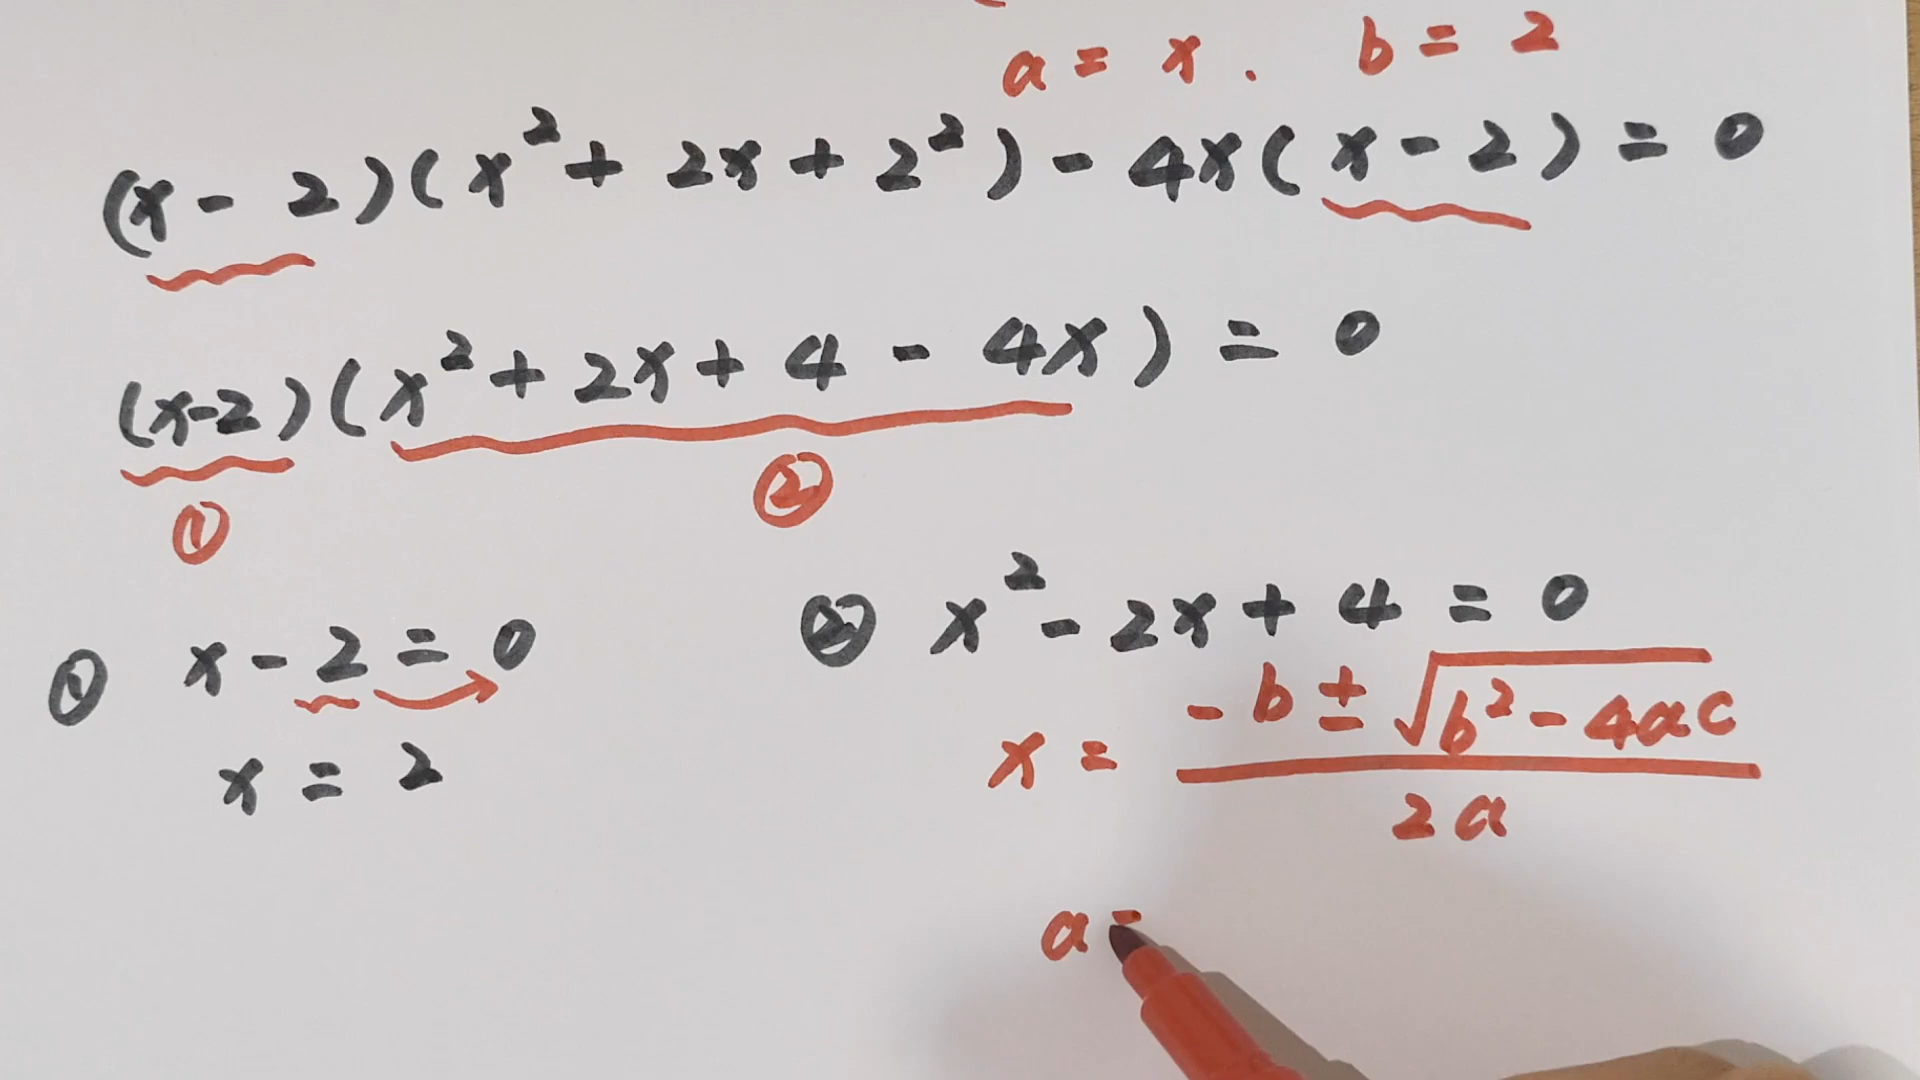 a = x . b = 2
(x - 2)(x² + 2x + 2²) - 4x(x - 2) = 0
(x-2)(x² + 2x + 4 - 4x) = 0
① ②
① x - 2 = 0
x = 2
② x² - 2x + 4 = 0
x = (-b ± √(b² - 4ac)) / 2a
a =